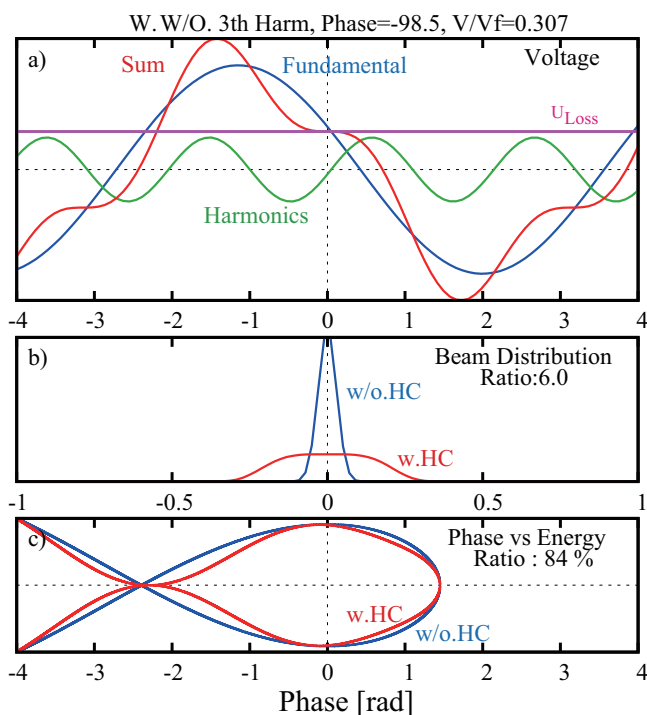 W. W/O. 3th Harm, Phase=-98.5, V/Vf=0.307
a) Sum Fundamental Voltage
ULoss
Harmonics
-4 -3 -2 -1 0 1 2 3 4
b) Beam Distribution
Ratio:6.0
w/o.HC
w.HC
-1 -0.5 0 0.5 1
c) Phase vs Energy
Ratio : 84 %
w.HC
w/o.HC
-4 -3 -2 -1 0 1 2 3 4
Phase [rad]